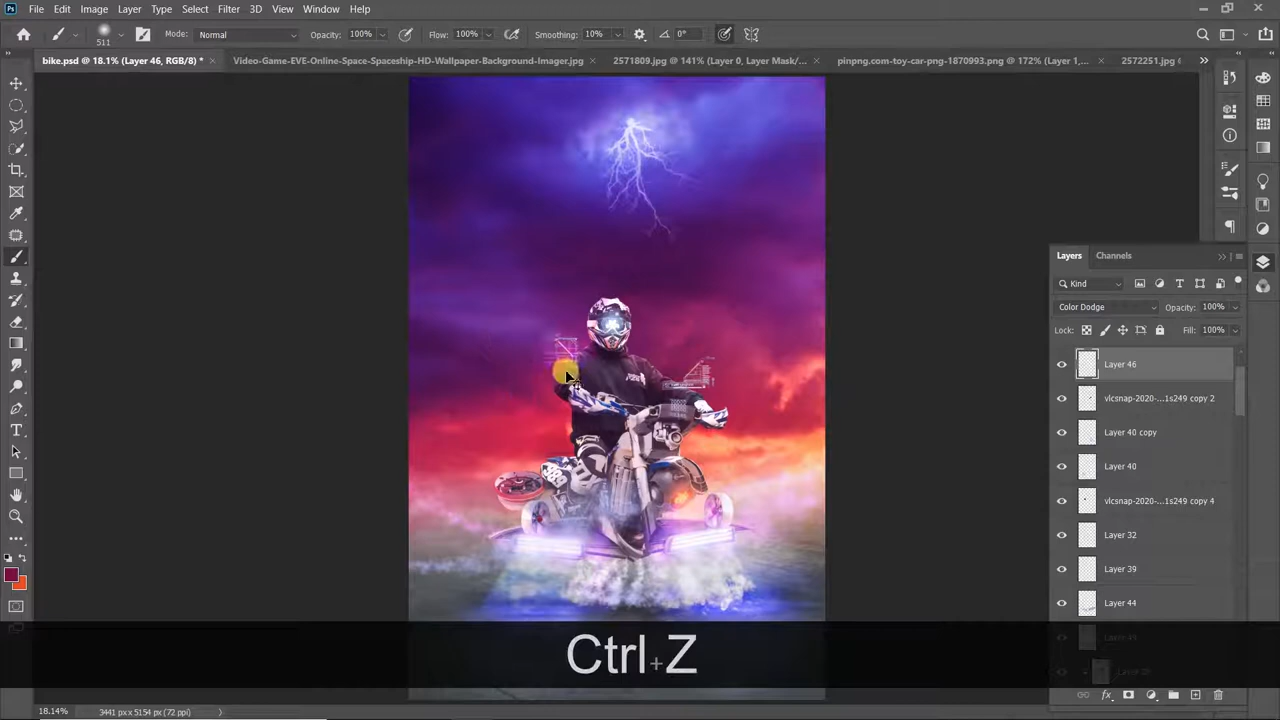 Ps File Edit Image Layer Type Select Filter 3D View Window Help
511 Mode: Normal Opacity: 100% Flow: 100% Smoothing: 10% 0°
bike.psd @ 18.1% (Layer 46, RGB/8) * × Video-Game-EVE-Online-Space-Spaceship-HD-Wallpaper-Background-Imager.jpg × 2571809.jpg @ 141% (Layer 0, Layer Mask/... × pinpng.com-toy-car-png-1870993.png @ 172% (Layer 1,... × 2572251.jpg
Layers Channels
Kind
Color Dodge Opacity: 100%
Lock: Fill: 100%
Layer 46
vlcsnap-2020-...1s249 copy 2
Layer 40 copy
Layer 40
vlcsnap-2020-...1s249 copy 4
389
Layer 32
Layer 39
Layer 44
Ctrl+Z
18.14% 3441 px x 5154 px (72 ppi)